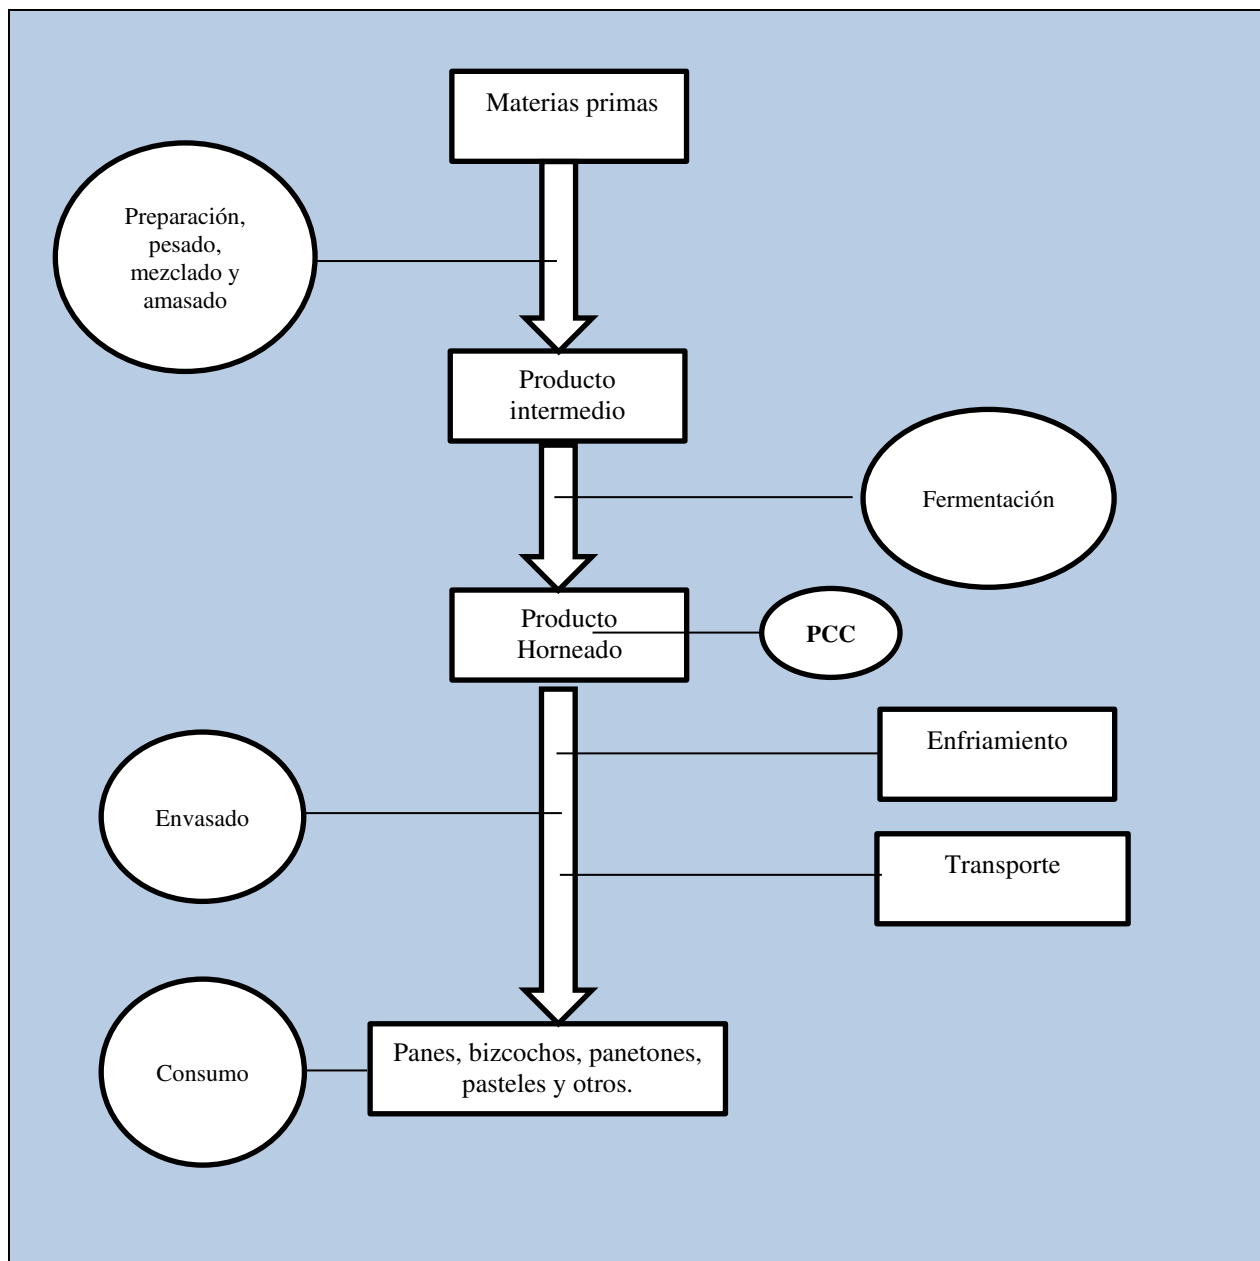 Materias primas
Preparación,
pesado,
mezclado y
amasado
Producto
intermedio
Fermentación
Producto
Horneado
PCC
Enfriamiento
Envasado
Transporte
Panes, bizcochos, panetones,
pasteles y otros.
Consumo